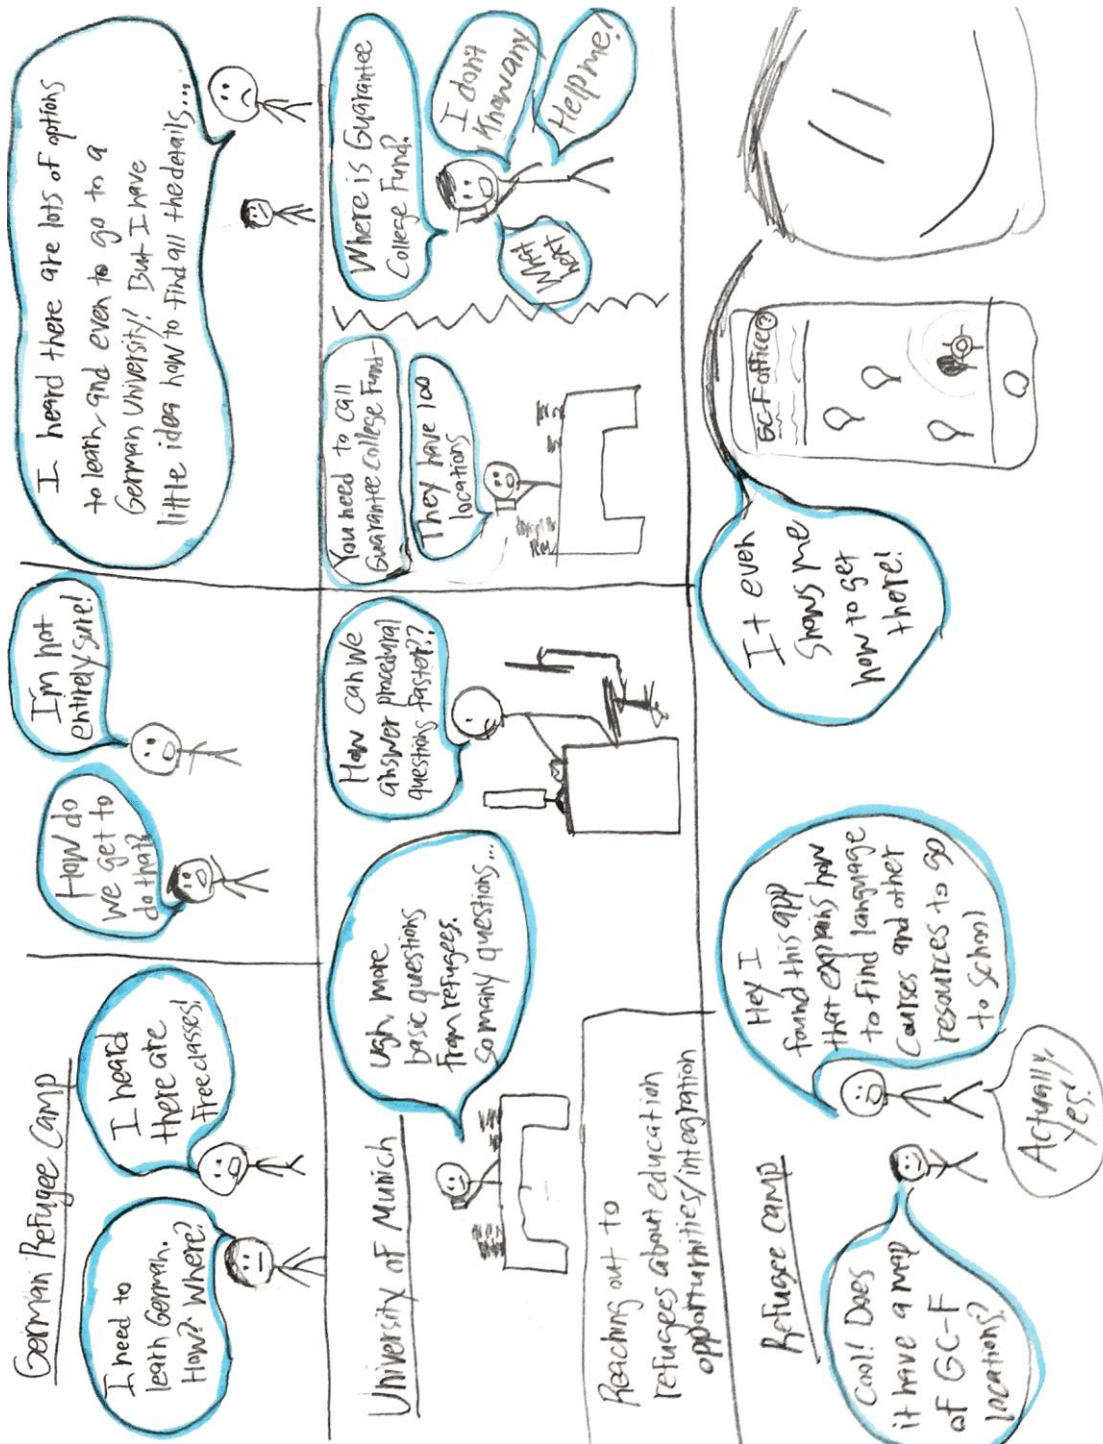 German Refugee Camp
I need to
learn German.
How? Where?
I heard
there are
free classes!
How do
we get to
do that?
I'm not
entirely sure!
I heard there are lots of options
to learn and even to go to a
German University! But I have
little idea how to find all the details...
University of Munich
Ugh, more
basic questions
from refugees.
So many questions...
How can we
answer procedural
questions faster??
You need to call
Guarantee College Fund-
They have 100
locations
Where is Guarantee
College Fund?
What
next
I don't
Know any
Help me!
Reaching out to
refugees about education
opportunities/integration
Refugee Camp
Cool! Does
it have a map
of GC-F
locations?
Hey I
found this app
that explains how
to find language
courses and other
resources to go
to school
Actually,
yes!
It even
shows me
how to get
there!
GC-F office